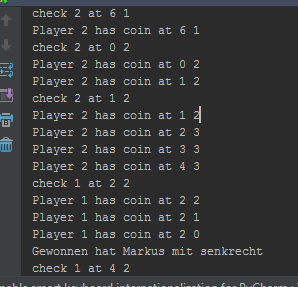 check 2 at 6 1
Player 2 has coin at 6 1
check 2 at 0 2
Player 2 has coin at 0 2
Player 2 has coin at 1 2
check 2 at 1 2
Player 2 has coin at 1 2
Player 2 has coin at 2 3
Player 2 has coin at 3 3
Player 2 has coin at 4 3
check 1 at 2 2
Player 1 has coin at 2 2
Player 1 has coin at 2 1
Player 1 has coin at 2 0
Gewonnen hat Markus mit senkrecht
check 1 at 4 2